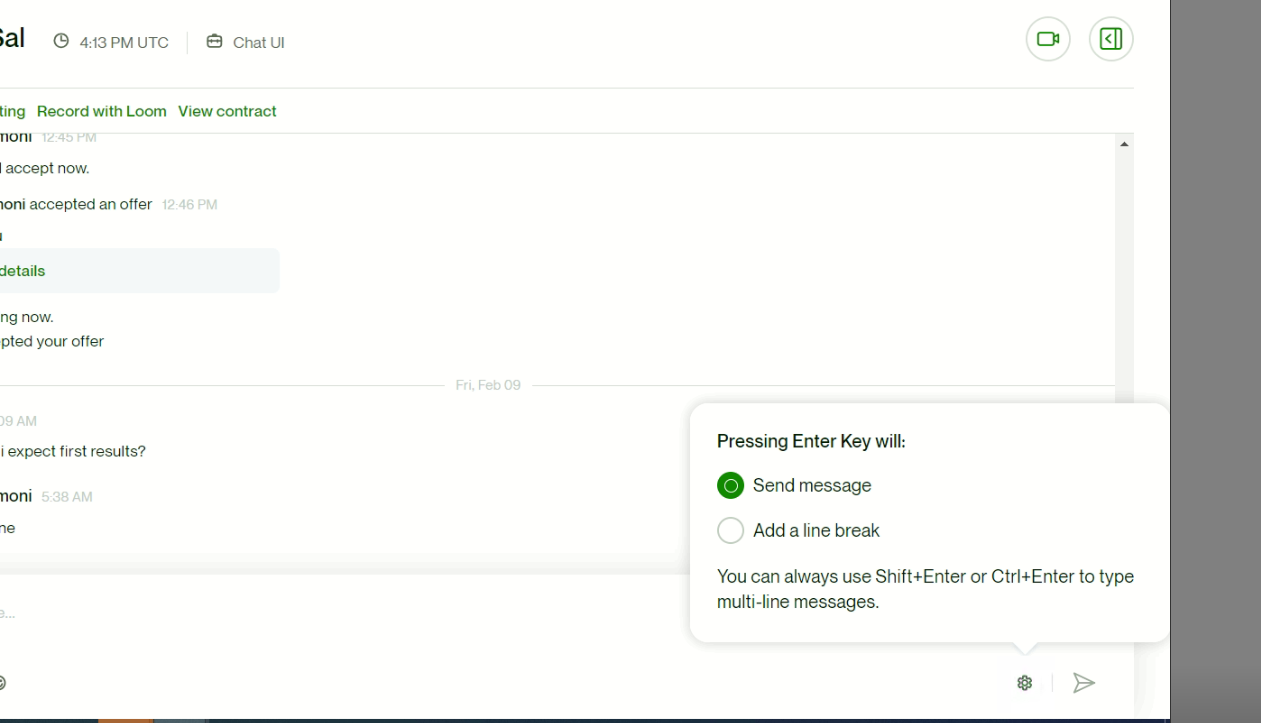 Sal 4:13 PM UTC Chat UI
ting Record with Loom View contract
moni 12:45 PM
I accept now.
noni accepted an offer 12:46 PM
details
ng now.
pted your offer
Fri, Feb 09
09 AM
i expect first results?
moni 5:38 AM
ne
Pressing Enter Key will:
Send message
Add a line break
You can always use Shift+Enter or Ctrl+Enter to type
multi-line messages.
e...